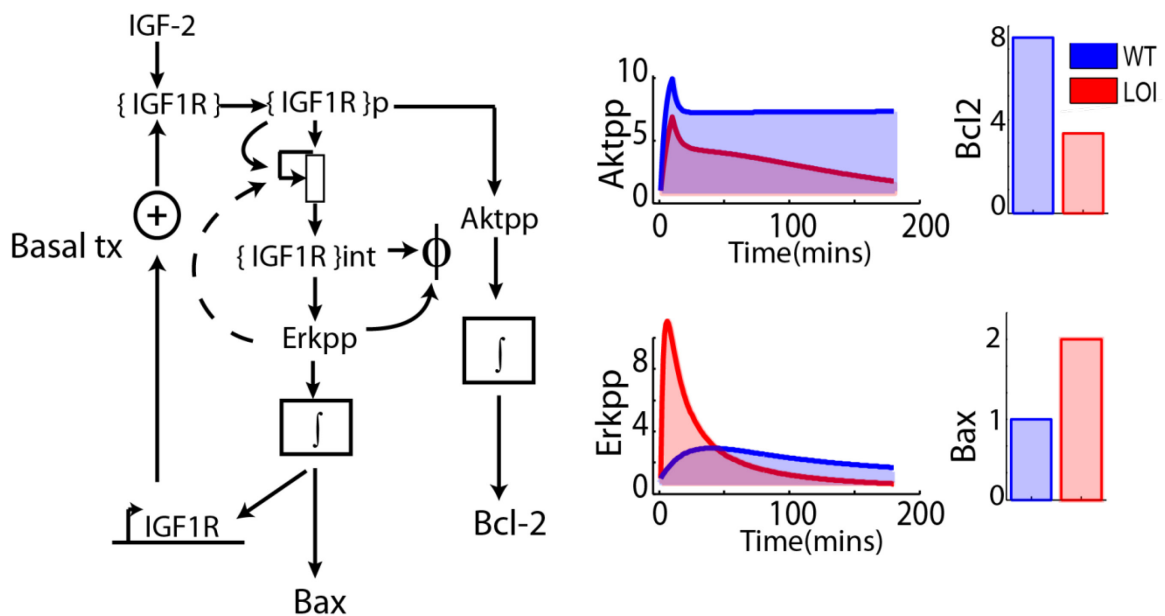 IGF-2
{ IGF1R }
{ IGF1R }p
+
Basal tx
{ IGF1R }int
ϕ
Aktpp
Erkpp
∫
∫
IGF1R
Bax
Bcl-2
Aktpp
10
5
0
0
100
200
Time(mins)
Bcl2
8
4
0
WT
LOI
Erkpp
8
4
0
0
100
200
Time(mins)
Bax
2
1
0